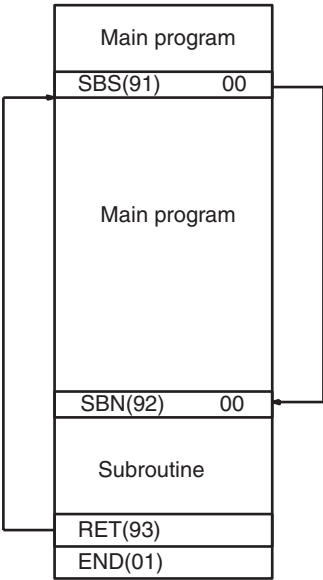 Main program
SBS(91) 00
Main program
SBN(92) 00
Subroutine
RET(93)
END(01)